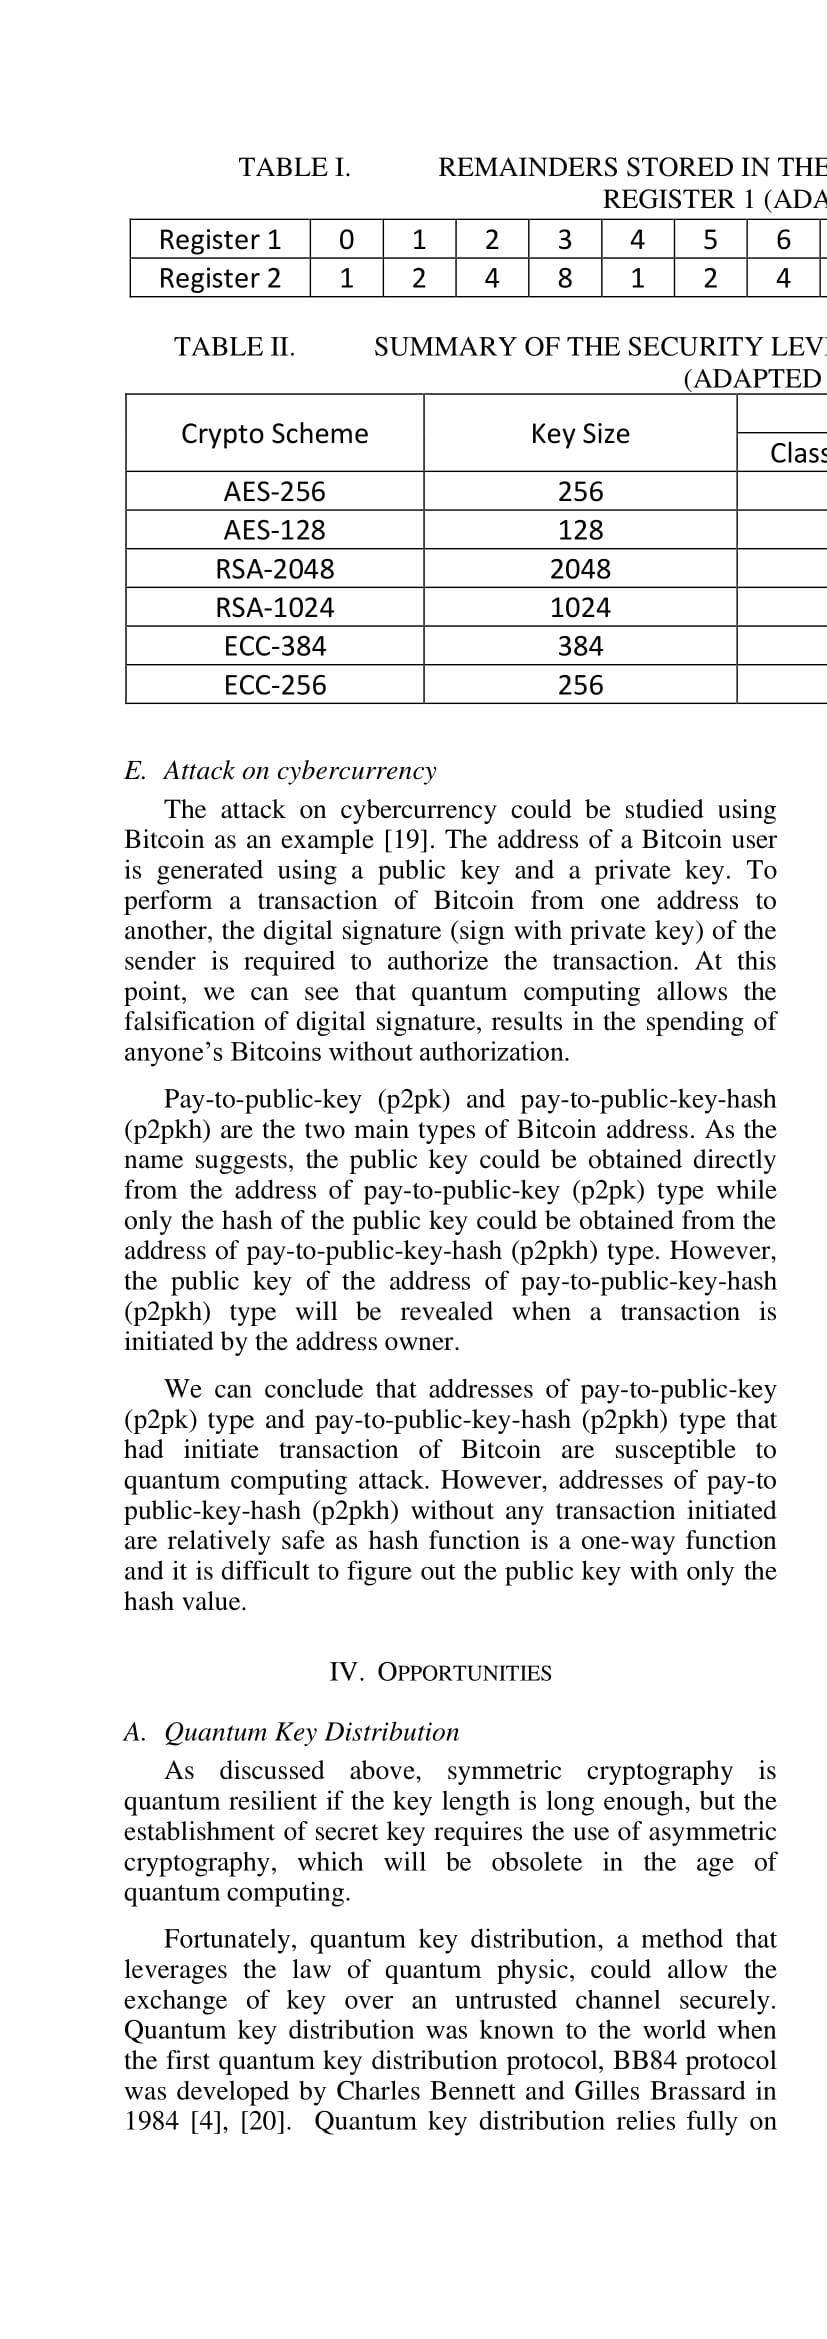 TABLE I. REMAINDERS STORED IN THE
REGISTER 1 (ADA
Register 1 0 1 2 3 4 5 6
Register 2 1 2 4 8 1 2 4
TABLE II. SUMMARY OF THE SECURITY LEV
(ADAPTED
Crypto Scheme Key Size
Class
AES-256 256
AES-128 128
RSA-2048 2048
RSA-1024 1024
ECC-384 384
ECC-256 256
E. Attack on cybercurrency
The attack on cybercurrency could be studied using
Bitcoin as an example [19]. The address of a Bitcoin user
is generated using a public key and a private key. To
perform a transaction of Bitcoin from one address to
another, the digital signature (sign with private key) of the
sender is required to authorize the transaction. At this
point, we can see that quantum computing allows the
falsification of digital signature, results in the spending of
anyone’s Bitcoins without authorization.
Pay-to-public-key (p2pk) and pay-to-public-key-hash
(p2pkh) are the two main types of Bitcoin address. As the
name suggests, the public key could be obtained directly
from the address of pay-to-public-key (p2pk) type while
only the hash of the public key could be obtained from the
address of pay-to-public-key-hash (p2pkh) type. However,
the public key of the address of pay-to-public-key-hash
(p2pkh) type will be revealed when a transaction is
initiated by the address owner.
We can conclude that addresses of pay-to-public-key
(p2pk) type and pay-to-public-key-hash (p2pkh) type that
had initiate transaction of Bitcoin are susceptible to
quantum computing attack. However, addresses of pay-to
public-key-hash (p2pkh) without any transaction initiated
are relatively safe as hash function is a one-way function
and it is difficult to figure out the public key with only the
hash value.
IV. OPPORTUNITIES
A. Quantum Key Distribution
As discussed above, symmetric cryptography is
quantum resilient if the key length is long enough, but the
establishment of secret key requires the use of asymmetric
cryptography, which will be obsolete in the age of
quantum computing.
Fortunately, quantum key distribution, a method that
leverages the law of quantum physic, could allow the
exchange of key over an untrusted channel securely.
Quantum key distribution was known to the world when
the first quantum key distribution protocol, BB84 protocol
was developed by Charles Bennett and Gilles Brassard in
1984 [4], [20]. Quantum key distribution relies fully on